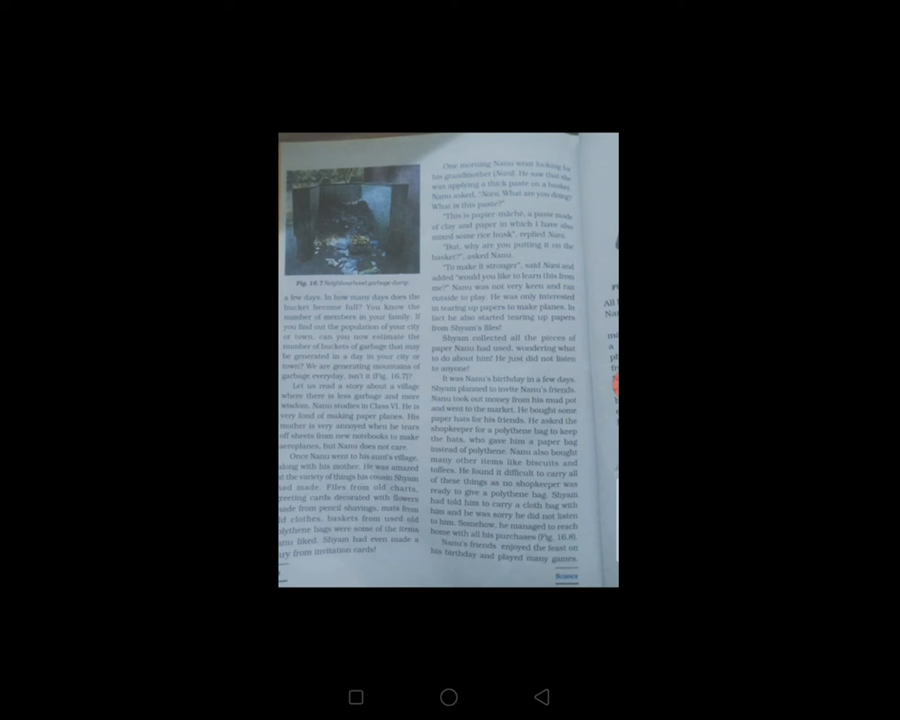 Fig. 16.7 Neighbourhood garbage dump
a few days. In how many days does the
bucket become full? You know the
number of members in your family. If
you find out the population of your city
or town, can you now estimate the
number of buckets of garbage that may
be generated in a day in your city or
town? We are generating mountains of
garbage everyday, isn't it (Fig. 16.7)?
Let us read a story about a village
where there is less garbage and more
wisdom. Nanu studies in Class VI. He is
very fond of making paper planes. His
mother is very annoyed when he tears
off sheets from new notebooks to make
aeroplanes, but Nanu does not care.
Once Nanu went to his aunt's village,
along with his mother. He was amazed
at the variety of things his cousin Shyam
had made. Files from old charts,
greeting cards decorated with flowers
made from pencil shavings, mats from
old clothes, baskets from used old
polythene bags were some of the items
Nanu liked. Shyam had even made a
ry from invitation cards!
One morning Nanu went looking for
his grandmother (Nani). He saw that she
was applying a thick paste on a basket.
Nanu asked, "Nani, What are you doing?
What is this paste?"
"This is papier mâché, a paste made
of clay and paper in which I have also
mixed some rice husk", replied Nani.
"But, why are you putting it on the
basket?", asked Nanu.
"To make it stronger", said Nani and
added "would you like to learn this from
me?" Nanu was not very keen and ran
outside to play. He was only interested
in tearing up papers to make planes. In
fact he also started tearing up papers
from Shyam's files!
Shyam collected all the pieces of
paper Nanu had used, wondering what
to do about him! He just did not listen
to anyone!
It was Nanu's birthday in a few days.
Shyam planned to invite Nanu's friends.
Nanu took out money from his mud pot
and went to the market. He bought some
paper hats for his friends. He asked the
shopkeeper for a polythene bag to keep
the hats, who gave him a paper bag
instead of polythene. Nanu also bought
many other items like biscuits and
toffees. He found it difficult to carry all
of these things as no shopkeeper was
ready to give a polythene bag. Shyam
had told him to carry a cloth bag with
him and he was sorry he did not listen
to him. Somehow, he managed to reach
home with all his purchases (Fig. 16.8).
Nanu's friends enjoyed the feast on
his birthday and played many games.
Science
All
Na